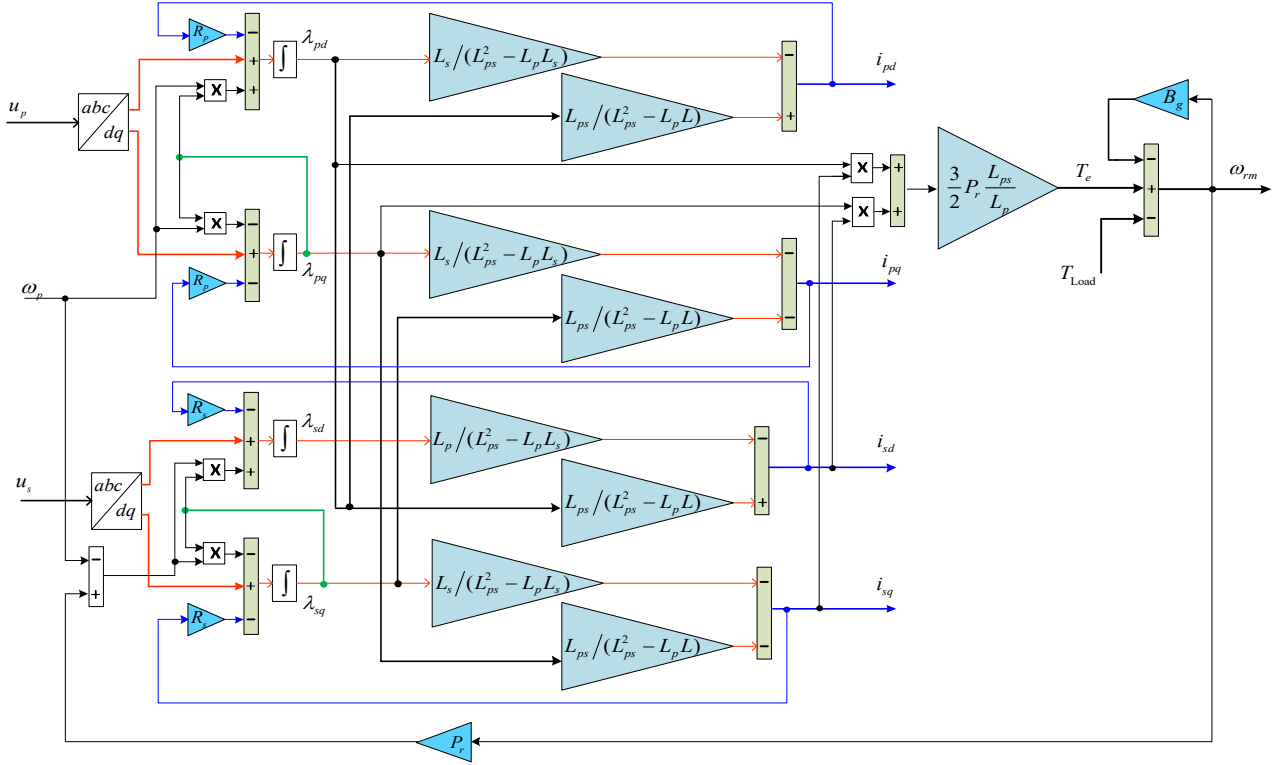 R_p
−
+
+
∫
λ_pd
L_s/(L_ps^2 − L_p L_s)
−
+
i_pd
u_p
abc
dq
X
L_ps/(L_ps^2 − L_p L)
B_g
X
+
+
X
3/2 P_r L_ps/L_p
T_e
−
+
−
ω_rm
T_Load
X
−
+
−
∫
λ_pq
L_s/(L_ps^2 − L_p L_s)
−
−
i_pq
R_p
ω_p
L_ps/(L_ps^2 − L_p L)
R_s
−
+
+
∫
λ_sd
L_p/(L_ps^2 − L_p L_s)
−
+
i_sd
u_s
abc
dq
X
L_ps/(L_ps^2 − L_p L)
X
−
+
−
−
+
∫
λ_sq
L_s/(L_ps^2 − L_p L_s)
−
−
i_sq
R_s
L_ps/(L_ps^2 − L_p L)
P_r